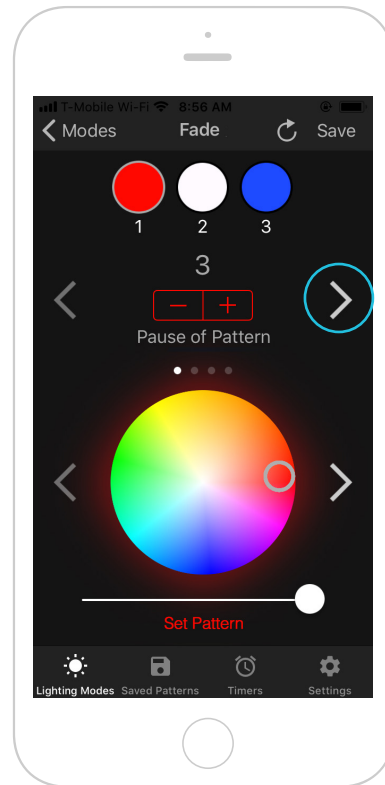 T-Mobile Wi-Fi 8:56 AM
Modes Fade Save
1 2 3
3
− +
Pause of Pattern
Set Pattern
Lighting Modes Saved Patterns Timers Settings